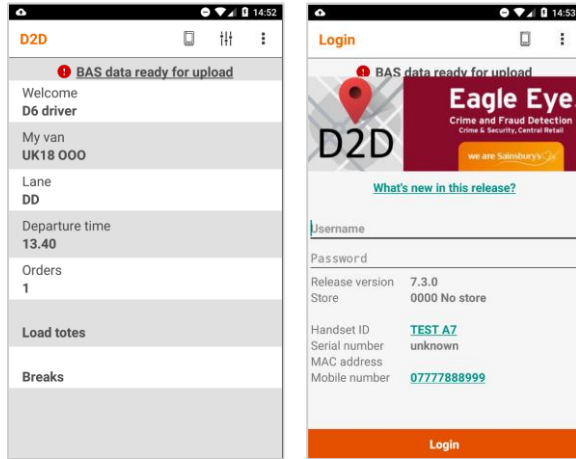 14:52
D2D
BAS data ready for upload
Welcome
D6 driver
My van
UK18 OOO
Lane
DD
Departure time
13.40
Orders
1
Load totes
Breaks
14:53
Login
BAS data ready for upload
D2D
Eagle Eye
Crime and Fraud Detection
Crime & Security, Central Retail
we are Sainsbury's
What's new in this release?
Username
Password
Release version 7.3.0
Store 0000 No store
Handset ID TEST A7
Serial number unknown
MAC address
Mobile number 07777888999
Login